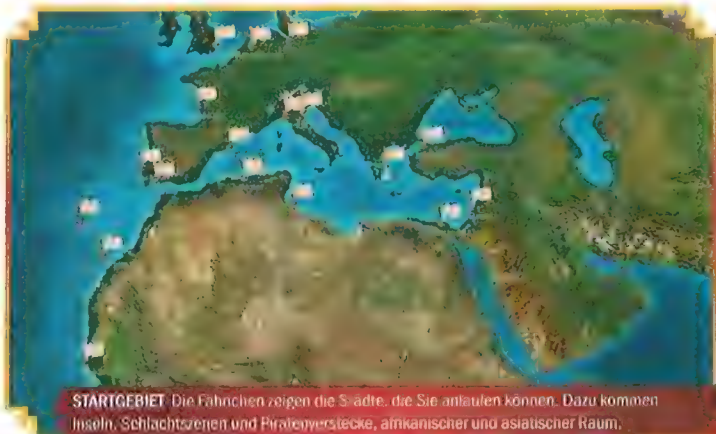 STARTGEBIET Die Fähnchen zeigen die Städte, die Sie anlaufen können. Dazu kommen
Inseln, Schlachtszenen und Piratenverstecke, afrikanischer und asiatischer Raum.